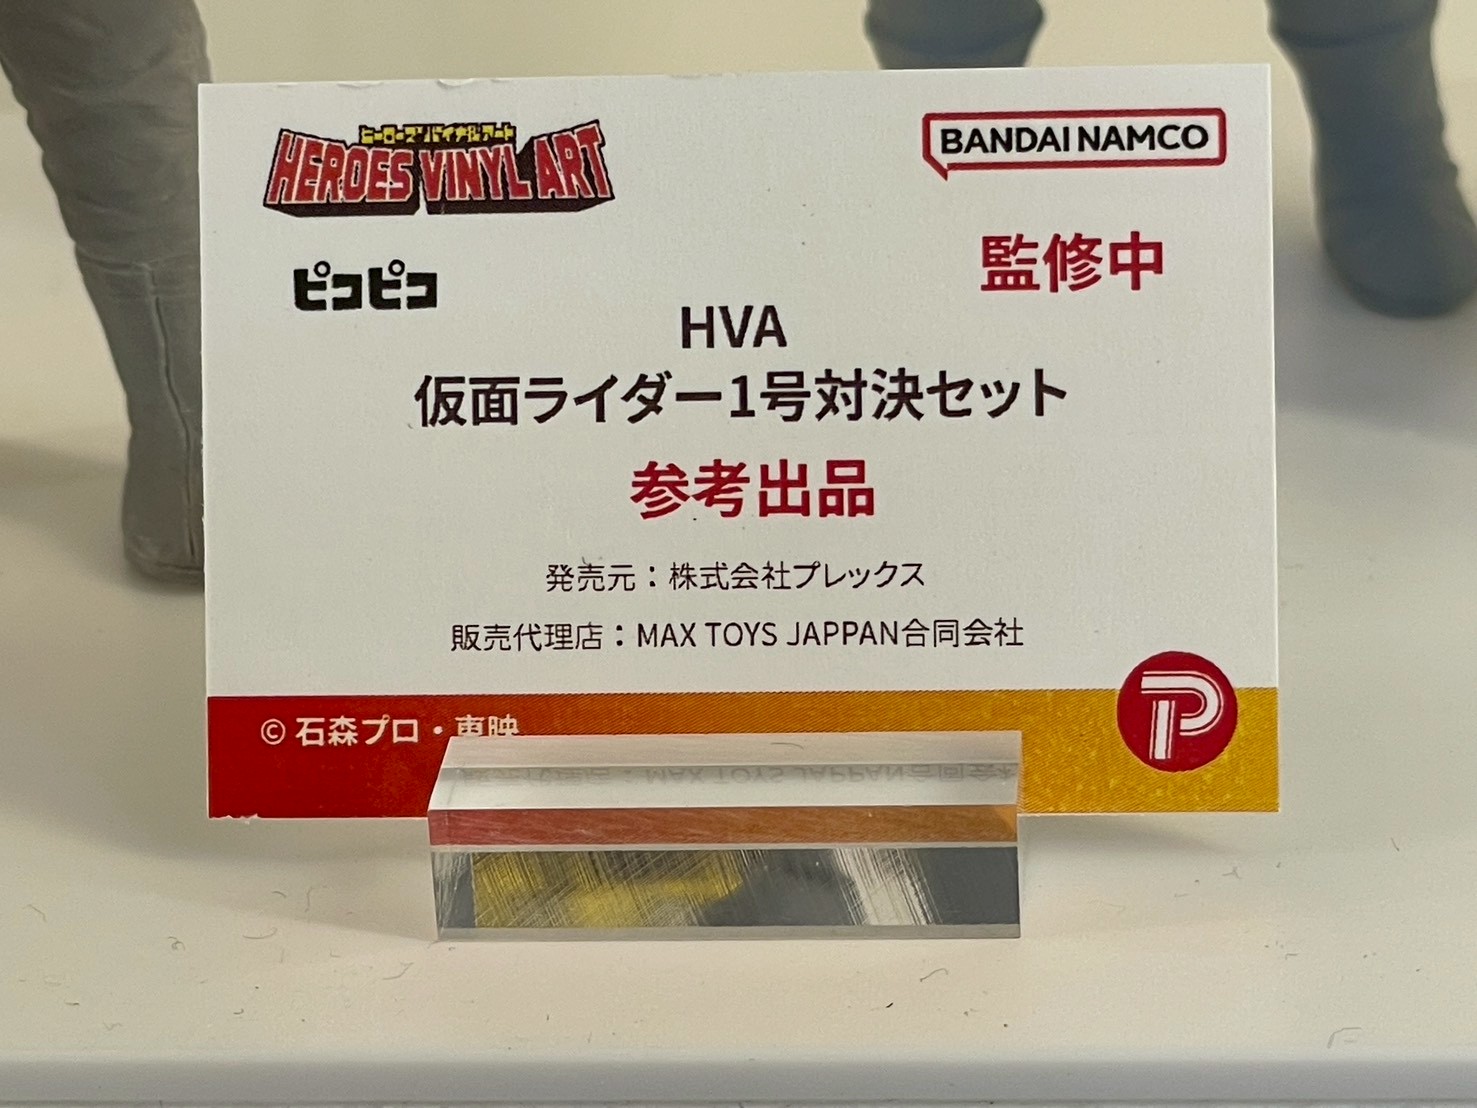 ヒーローズバイナルアート
HEROES VINYL ART
BANDAI NAMCO
ピコピコ
監修中
HVA
仮面ライダー1号対決セット
参考出品
発売元：株式会社プレックス
販売代理店：MAX TOYS JAPPAN合同会社
© 石森プロ・東映
P